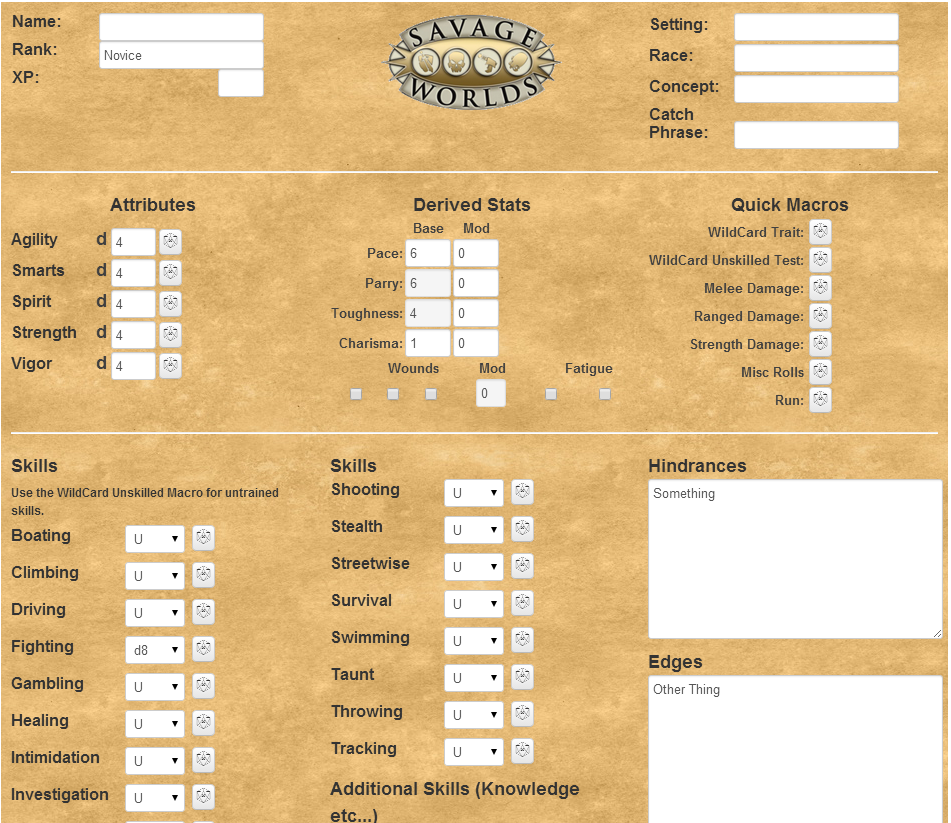 Name:
Rank: Novice
XP:
SAVAGE
WORLDS
Setting:
Race:
Concept:
Catch
Phrase:
Attributes
Agility d 4
Smarts d 4
Spirit d 4
Strength d 4
Vigor d 4
Derived Stats
Base Mod
Pace: 6 0
Parry: 6 0
Toughness: 4 0
Charisma: 1 0
Wounds Mod Fatigue
0
Quick Macros
WildCard Trait:
WildCard Unskilled Test:
Melee Damage:
Ranged Damage:
Strength Damage:
Misc Rolls
Run:
Skills
Use the WildCard Unskilled Macro for untrained
skills.
Boating U
Climbing U
Driving U
Fighting d8
Gambling U
Healing U
Intimidation U
Investigation U
Skills
Shooting U
Stealth U
Streetwise U
Survival U
Swimming U
Taunt U
Throwing U
Tracking U
Additional Skills (Knowledge
etc...)
Hindrances
Something
Edges
Other Thing